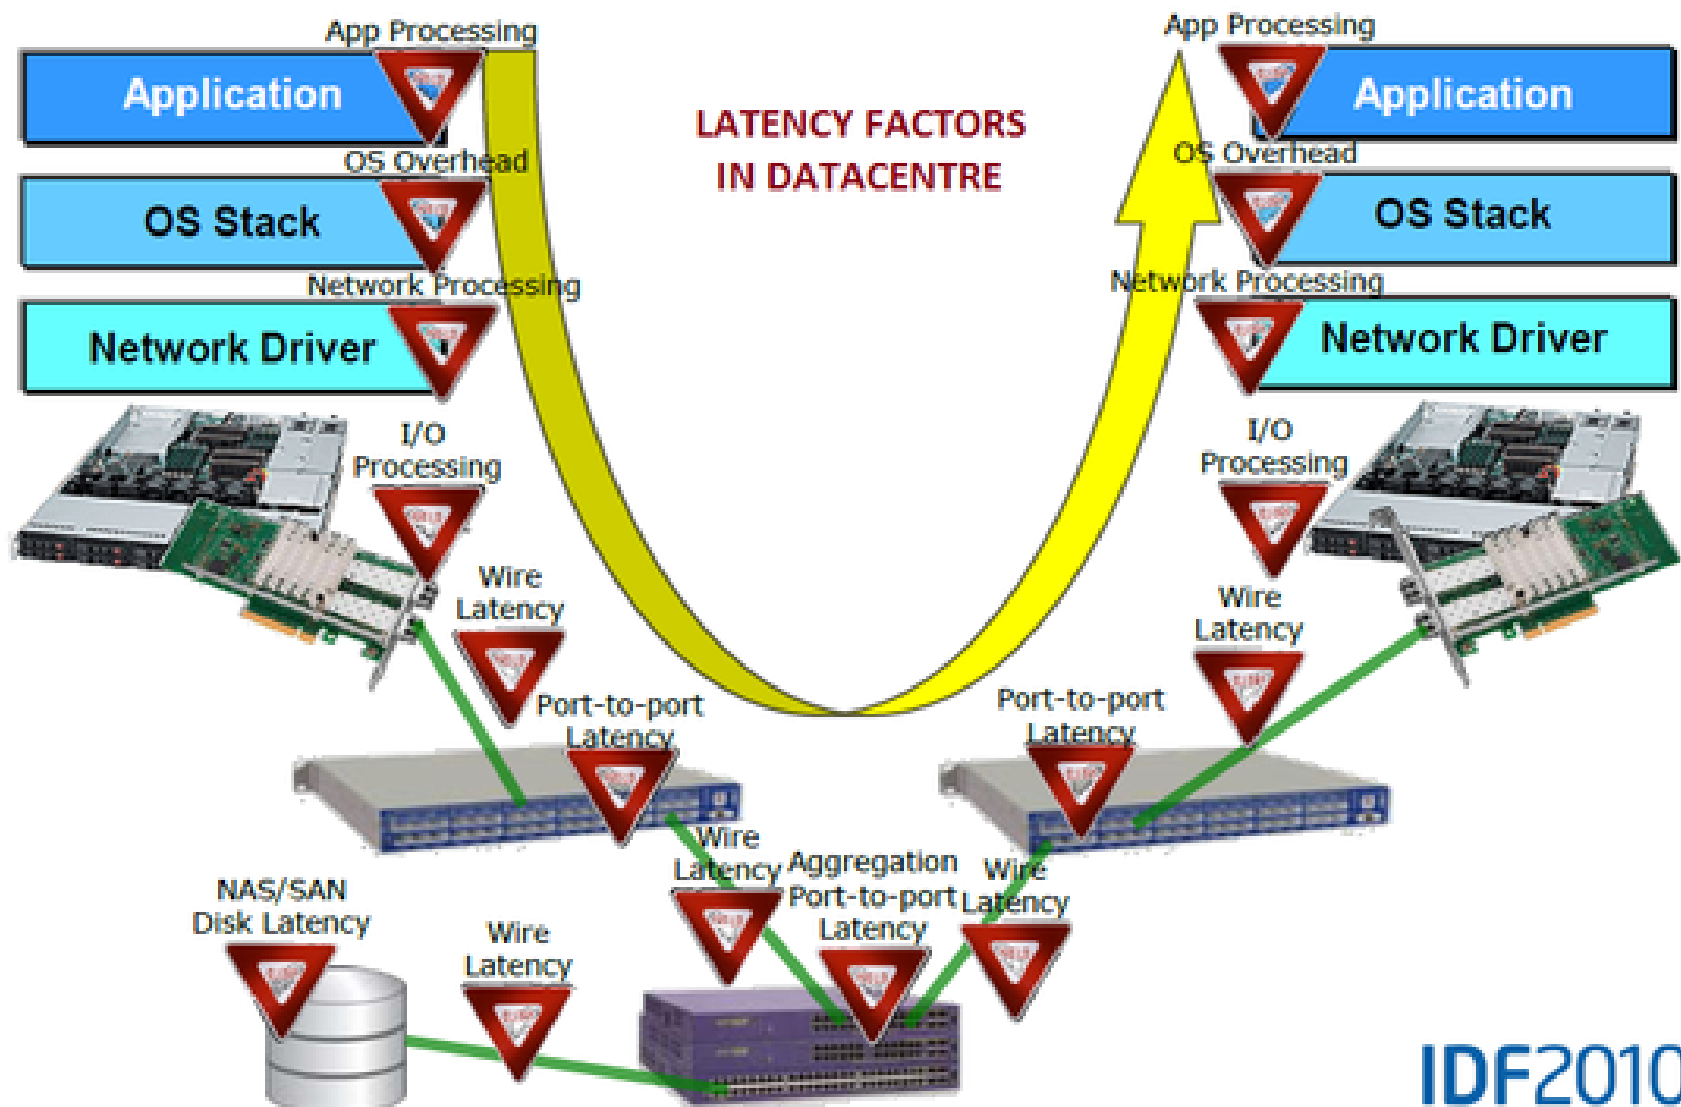 App Processing
Application
OS Overhead
OS Stack
Network Processing
Network Driver
I/O
Processing
Wire
Latency
Port-to-port
Latency
LATENCY FACTORS
IN DATACENTRE
App Processing
Application
OS Overhead
OS Stack
Network Processing
Network Driver
I/O
Processing
Wire
Latency
Port-to-port
Latency
Wire
Latency
Aggregation
Port-to-port
Latency
Wire
Latency
NAS/SAN
Disk Latency
Wire
Latency
IDF2010